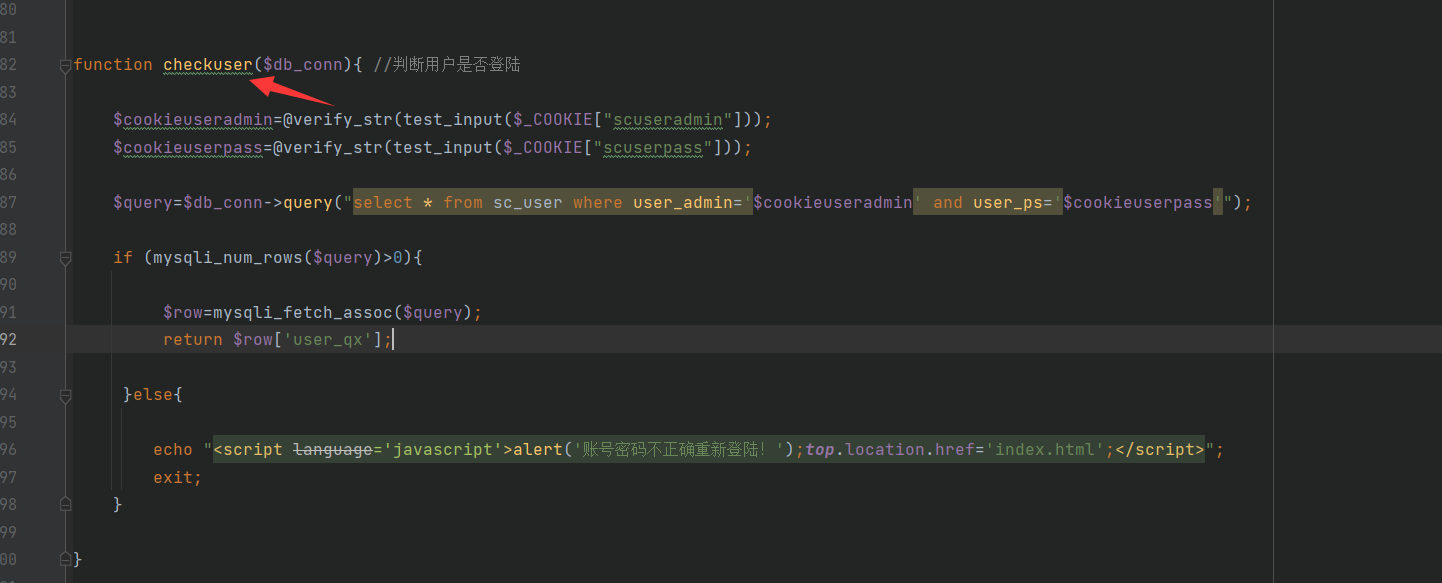 80
81
82 function checkuser($db_conn){ //判断用户是否登陆
83
84 $cookieuseradmin=@verify_str(test_input($_COOKIE["scuseradmin"]));
85 $cookieuserpass=@verify_str(test_input($_COOKIE["scuserpass"]));
86
87 $query=$db_conn->query("select * from sc_user where user_admin='$cookieuseradmin' and user_ps='$cookieuserpass'");
88
89 if (mysqli_num_rows($query)>0){
90
91 $row=mysqli_fetch_assoc($query);
92 return $row['user_qx'];
93
94 }else{
95
96 echo "<script language='javascript'>alert('账号密码不正确重新登陆！');top.location.href='index.html';</script>";
97 exit;
98 }
99
00 }